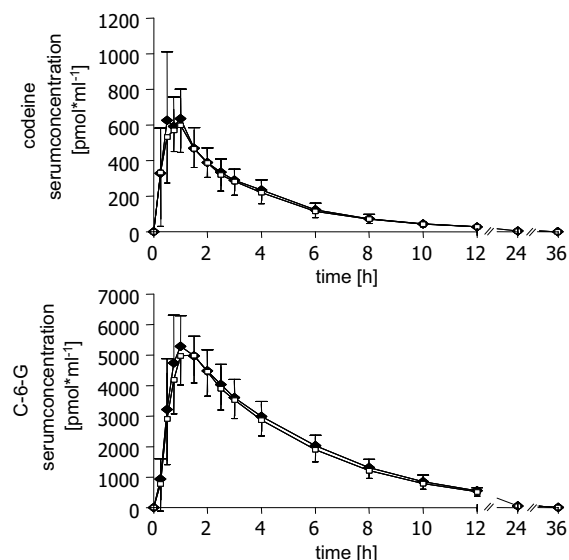 1200
1000
800
600
400
200
0
codeine
serumconcentration
[pmol*ml-1]
0 2 4 6 8 10 12 24 36
time [h]
7000
6000
5000
4000
3000
2000
1000
0
C-6-G
serumconcentration
[pmol*ml-1]
0 2 4 6 8 10 12 24 36
time [h]